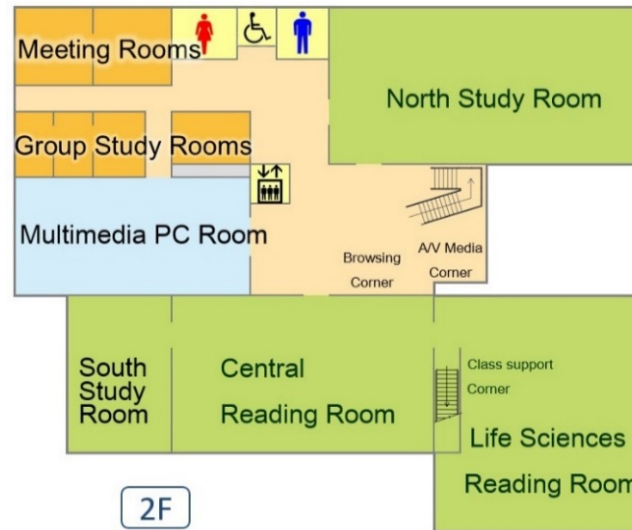 Meeting Rooms
North Study Room
Group Study Rooms
Multimedia PC Room
Browsing
Corner
A/V Media
Corner
South
Study
Room
Central
Reading Room
Class support
Corner
Life Sciences
Reading Room
2F